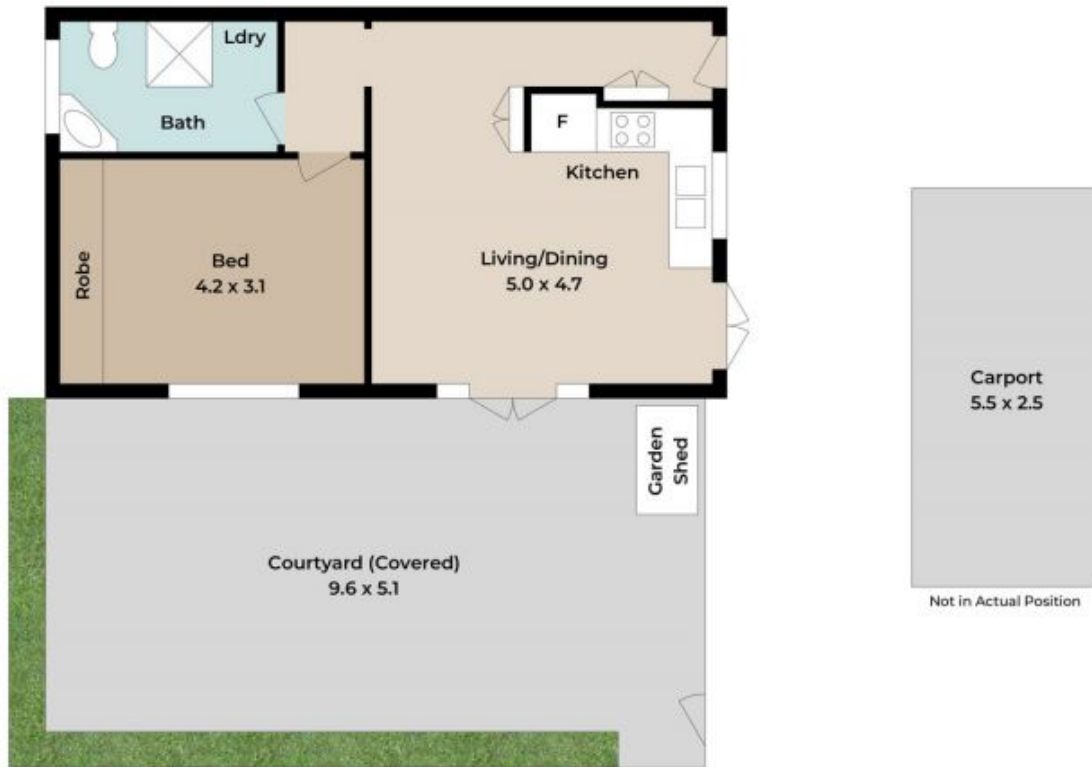 Ldry
Bath
F
Kitchen
Robe
Bed
4.2 x 3.1
Living/Dining
5.0 x 4.7
Carport
5.5 x 2.5
Garden
Shed
Courtyard (Covered)
9.6 x 5.1
Not in Actual Position